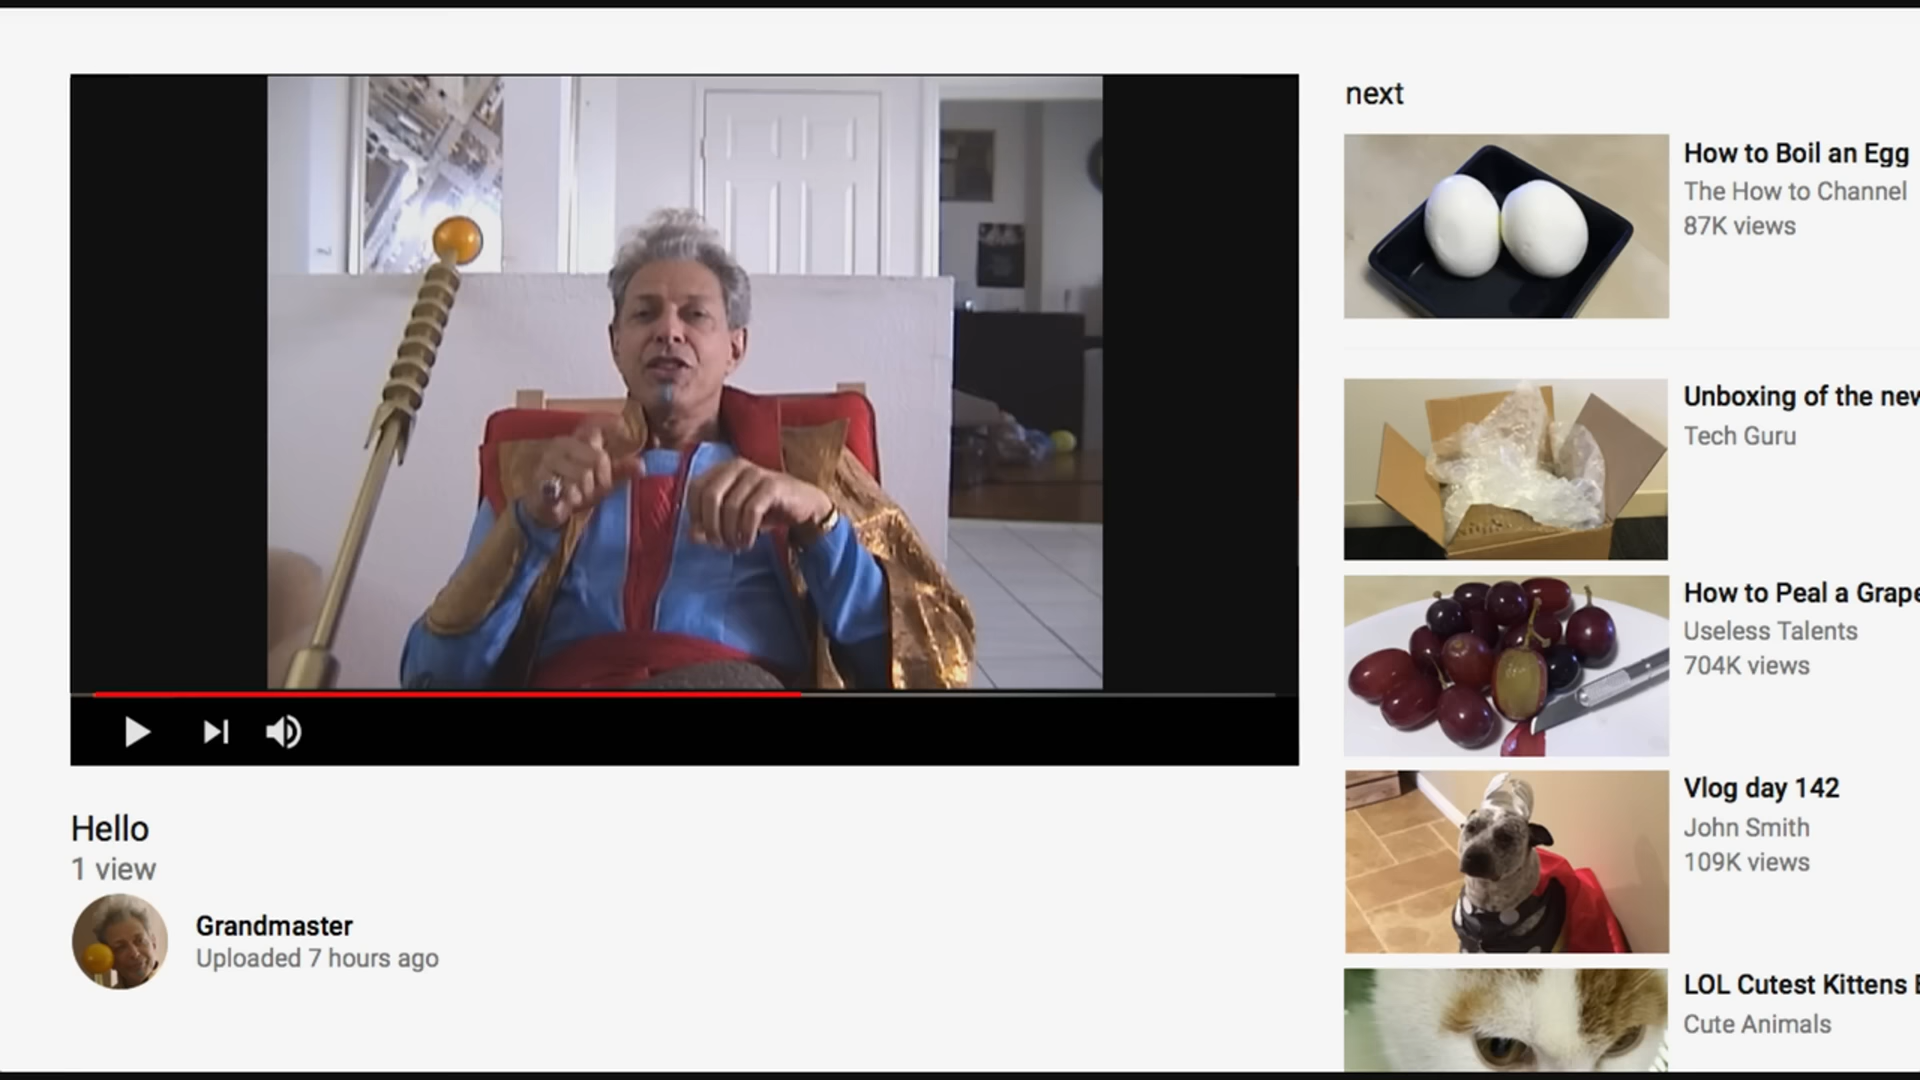 next
How to Boil an Egg
The How to Channel
87K views
Unboxing of the new
Tech Guru
How to Peal a Grape
Useless Talents
704K views
Vlog day 142
John Smith
109K views
LOL Cutest Kittens
Cute Animals
Hello
1 view
Grandmaster
Uploaded 7 hours ago